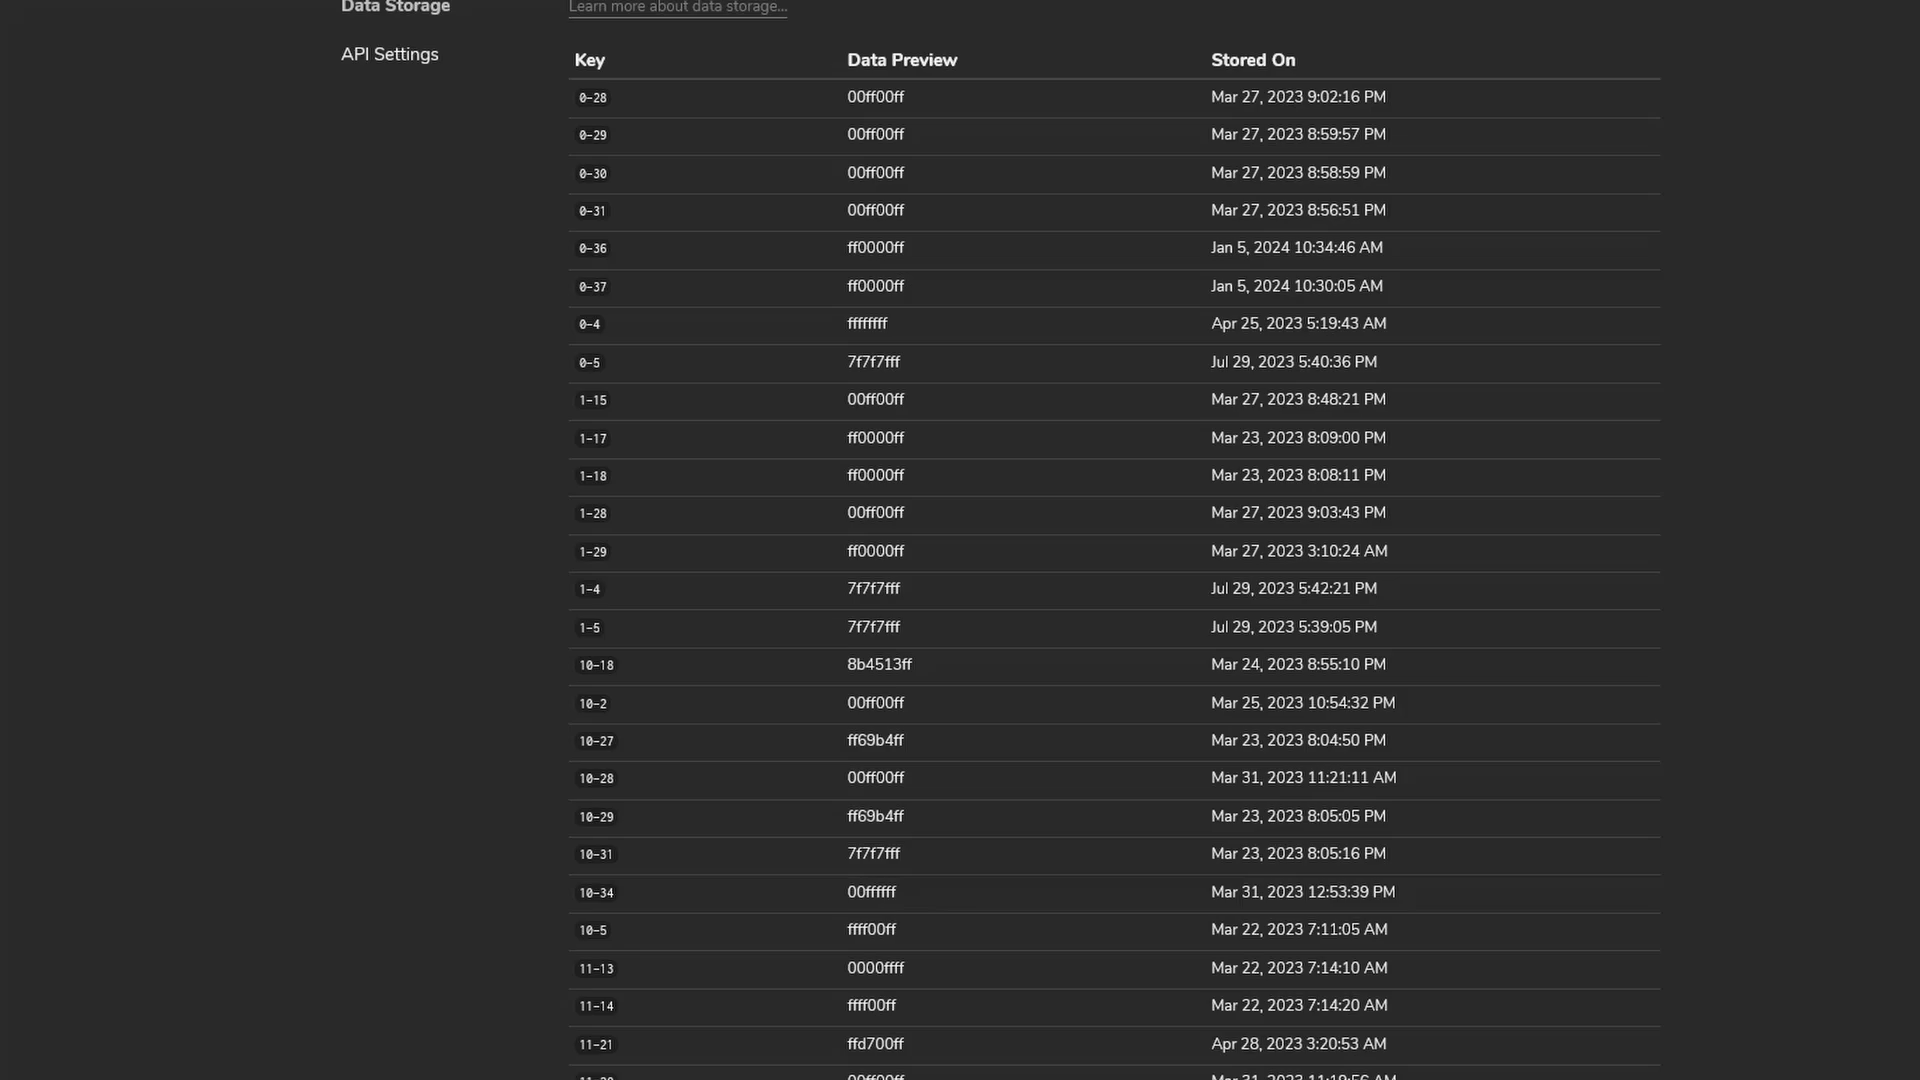 Data Storage
Learn more about data storage...
API Settings
Key Data Preview Stored On
0-28 00ff00ff Mar 27, 2023 9:02:16 PM
0-29 00ff00ff Mar 27, 2023 8:59:57 PM
0-30 00ff00ff Mar 27, 2023 8:58:59 PM
0-31 00ff00ff Mar 27, 2023 8:56:51 PM
0-36 ff0000ff Jan 5, 2024 10:34:46 AM
0-37 ff0000ff Jan 5, 2024 10:30:05 AM
0-4 ffffffff Apr 25, 2023 5:19:43 AM
0-5 7f7f7fff Jul 29, 2023 5:40:36 PM
1-15 00ff00ff Mar 27, 2023 8:48:21 PM
1-17 ff0000ff Mar 23, 2023 8:09:00 PM
1-18 ff0000ff Mar 23, 2023 8:08:11 PM
1-28 00ff00ff Mar 27, 2023 9:03:43 PM
1-29 ff0000ff Mar 27, 2023 3:10:24 AM
1-4 7f7f7fff Jul 29, 2023 5:42:21 PM
1-5 7f7f7fff Jul 29, 2023 5:39:05 PM
10-18 8b4513ff Mar 24, 2023 8:55:10 PM
10-2 00ff00ff Mar 25, 2023 10:54:32 PM
10-27 ff69b4ff Mar 23, 2023 8:04:50 PM
10-28 00ff00ff Mar 31, 2023 11:21:11 AM
10-29 ff69b4ff Mar 23, 2023 8:05:05 PM
10-31 7f7f7fff Mar 23, 2023 8:05:16 PM
10-34 00ffffff Mar 31, 2023 12:53:39 PM
10-5 ffff00ff Mar 22, 2023 7:11:05 AM
11-13 0000ffff Mar 22, 2023 7:14:10 AM
11-14 ffff00ff Mar 22, 2023 7:14:20 AM
11-21 ffd700ff Apr 28, 2023 3:20:53 AM